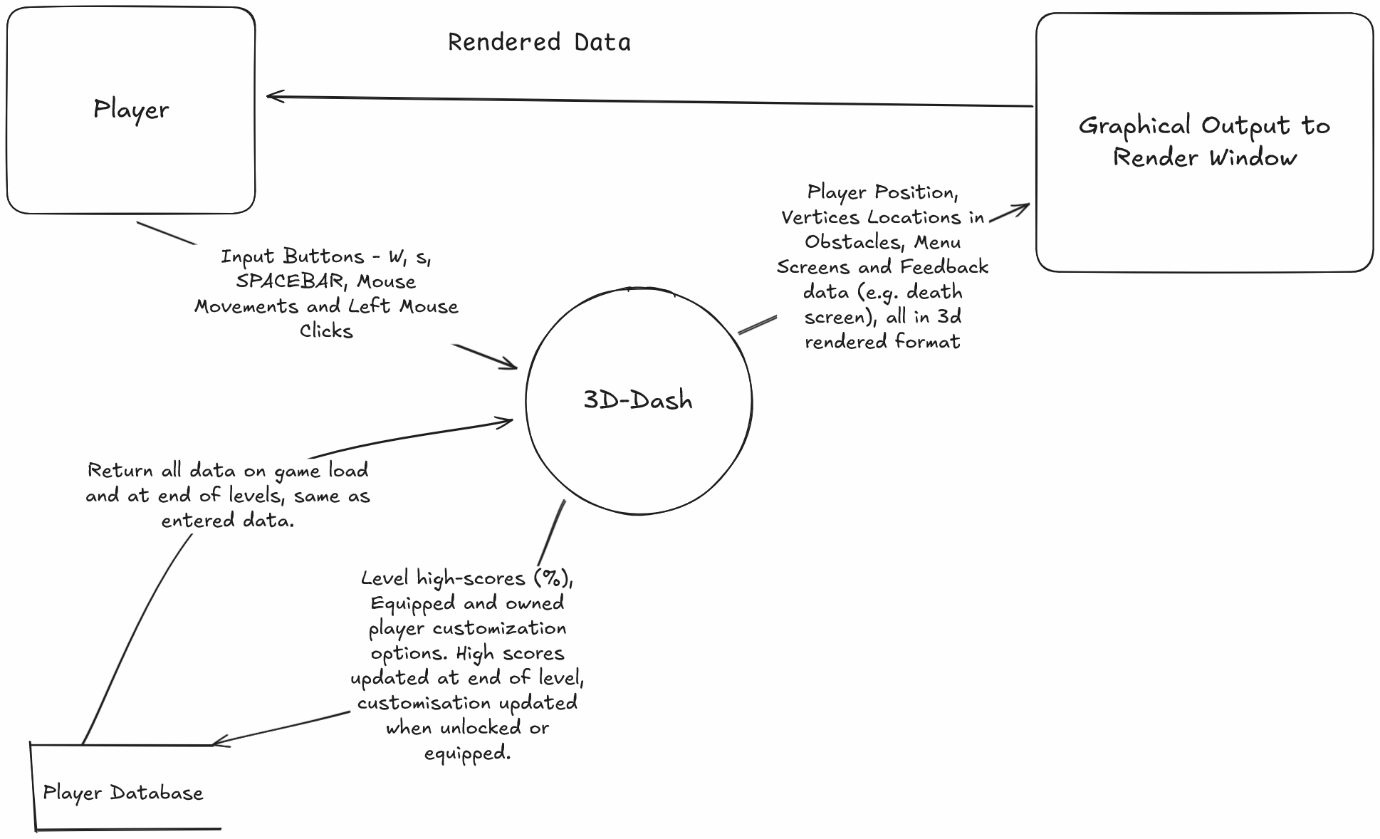 Rendered Data
Player
Graphical Output to
Render Window
Player Position,
Vertices Locations in
Obstacles, Menu
Screens and Feedback
data (e.g. death
screen), all in 3d
rendered format
Input Buttons - W, s,
SPACEBAR, Mouse
Movements and Left Mouse
Clicks
3D-Dash
Return all data on game load
and at end of levels, same as
entered data.
Level high-scores (%),
Equipped and owned
player customization
options. High scores
updated at end of level,
customisation updated
when unlocked or
equipped.
Player Database